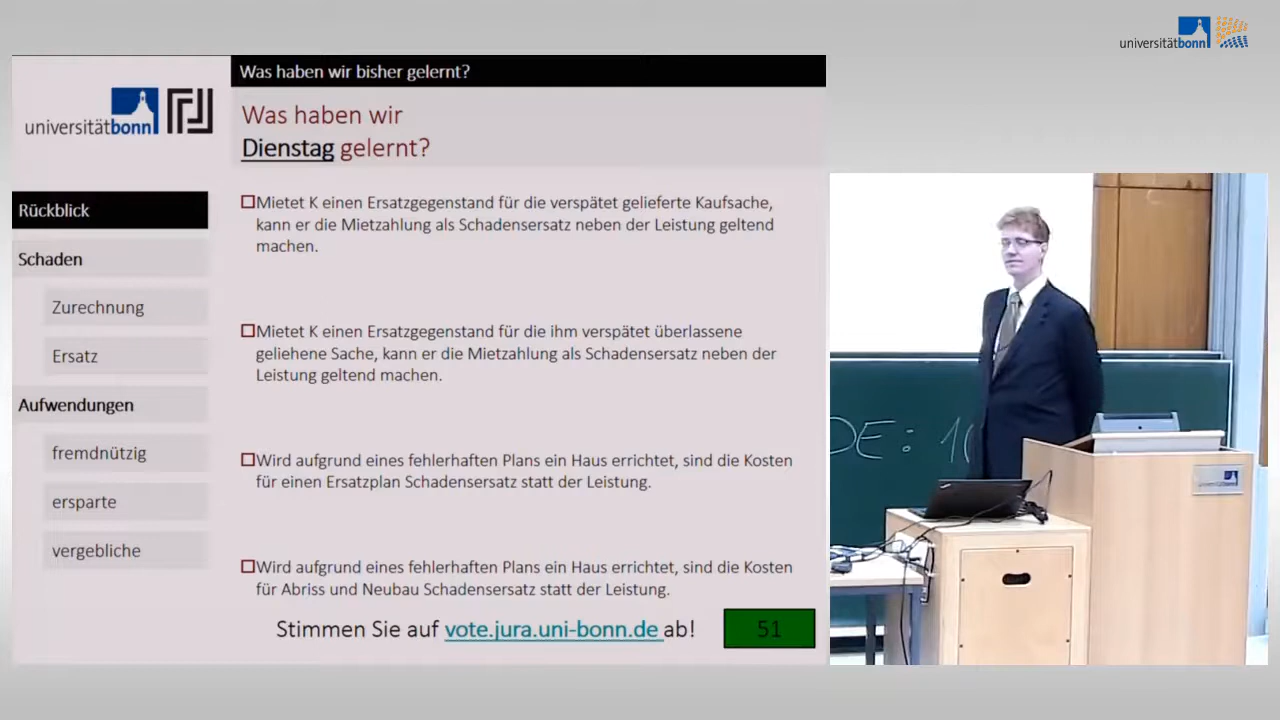 universitätbonn
Was haben wir bisher gelernt?
universitätbonn
Was haben wir
Dienstag gelernt?
Rückblick
Schaden
Zurechnung
Ersatz
Aufwendungen
fremdnützig
ersparte
vergebliche
Mietet K einen Ersatzgegenstand für die verspätet gelieferte Kaufsache,
kann er die Mietzahlung als Schadensersatz neben der Leistung geltend
machen.
Mietet K einen Ersatzgegenstand für die ihm verspätet überlassene
geliehene Sache, kann er die Mietzahlung als Schadensersatz neben der
Leistung geltend machen.
Wird aufgrund eines fehlerhaften Plans ein Haus errichtet, sind die Kosten
für einen Ersatzplan Schadensersatz statt der Leistung.
Wird aufgrund eines fehlerhaften Plans ein Haus errichtet, sind die Kosten
für Abriss und Neubau Schadensersatz statt der Leistung.
Stimmen Sie auf vote.jura.uni-bonn.de ab!
51
DE: 10
universitätbonn